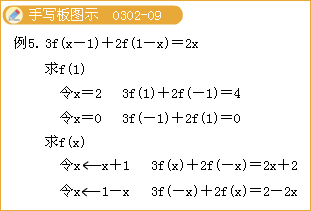 手写板图示 0302-09
例5. 3f(x－1)＋2f(1－x)＝2x
求f(1)
令x＝2 3f(1)＋2f(－1)＝4
令x＝0 3f(－1)＋2f(1)＝0
求f(x)
令x←x＋1 3f(x)＋2f(－x)＝2x＋2
令x←1－x 3f(－x)＋2f(x)＝2－2x